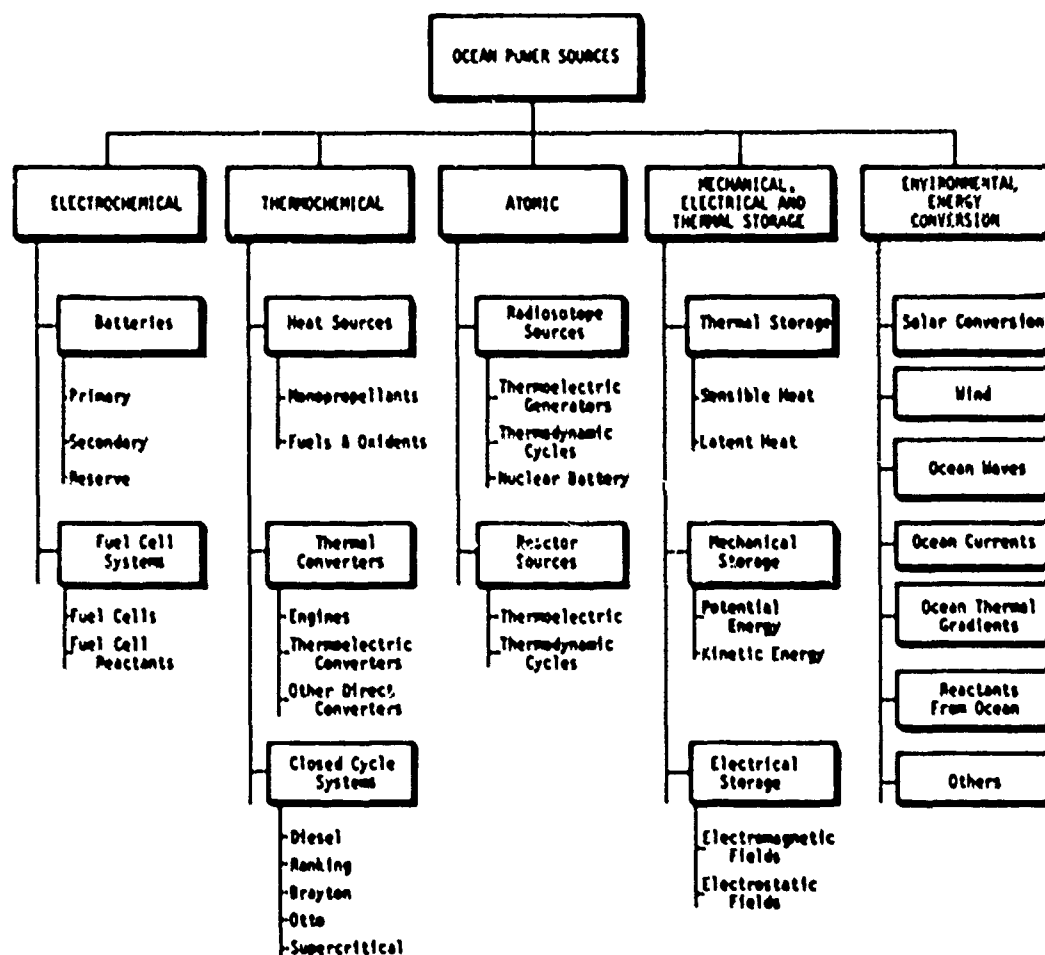 OCEAN POWER SOURCES
ELECTROCHEMICAL
Batteries
Primary
Secondary
Reserve
Fuel Cell
Systems
Fuel Cells
Fuel Cell
Reactants
THERMOCHEMICAL
Heat Sources
Monopropellants
Fuels & Oxidents
Thermal
Converters
Engines
Thermoelectric
Converters
Other Direct
Converters
Closed Cycle
Systems
Diesel
Ranking
Brayton
Otto
Supercritical
ATOMIC
Radiosotope
Sources
Thermoelectric
Generators
Thermodynamic
Cycles
Nuclear Battery
Reactor
Sources
Thermoelectric
Thermodynamic
Cycles
MECHANICAL,
ELECTRICAL AND
THERMAL STORAGE
Thermal Storage
Sensible Heat
Latent Heat
Mechanical
Storage
Potential
Energy
Kinetic Energy
Electrical
Storage
Electromagnetic
Fields
Electrostatic
Fields
ENVIRONMENTAL,
ENERGY
CONVERSION
Solar Conversion
Wind
Ocean Waves
Ocean Currents
Ocean Thermal
Gradients
Reactants
From Ocean
Others